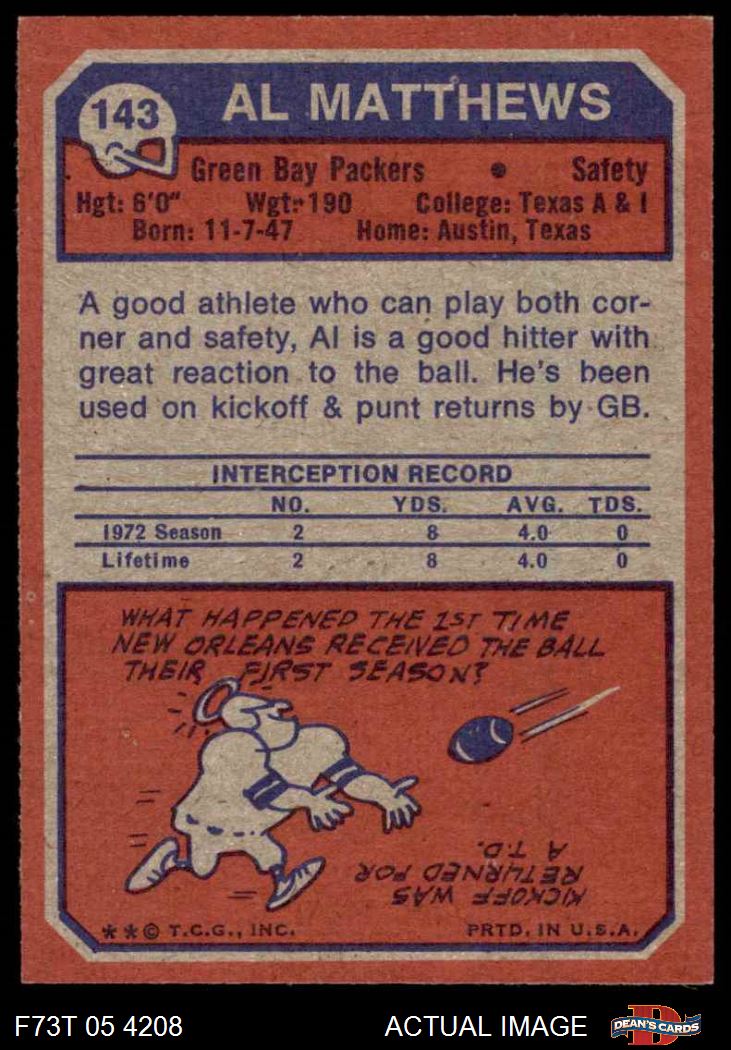 143
AL MATTHEWS
Green Bay Packers • Safety
Hgt: 6'0" Wgt: 190 College: Texas A & I
Born: 11-7-47 Home: Austin, Texas
A good athlete who can play both cor-
ner and safety, Al is a good hitter with
great reaction to the ball. He's been
used on kickoff & punt returns by GB.
INTERCEPTION RECORD
NO. YDS. AVG. TDS.
1972 Season 2 8 4.0 0
Lifetime 2 8 4.0 0
WHAT HAPPENED THE 1ST TIME
NEW ORLEANS RECEIVED THE BALL
THEIR FIRST SEASON?
KICKOFF WAS
RETURNED FOR
A T.D.
**© T.C.G., INC. PRTD. IN U.S.A.
F73T 05 4208 ACTUAL IMAGE
D
DEAN'S CARDS